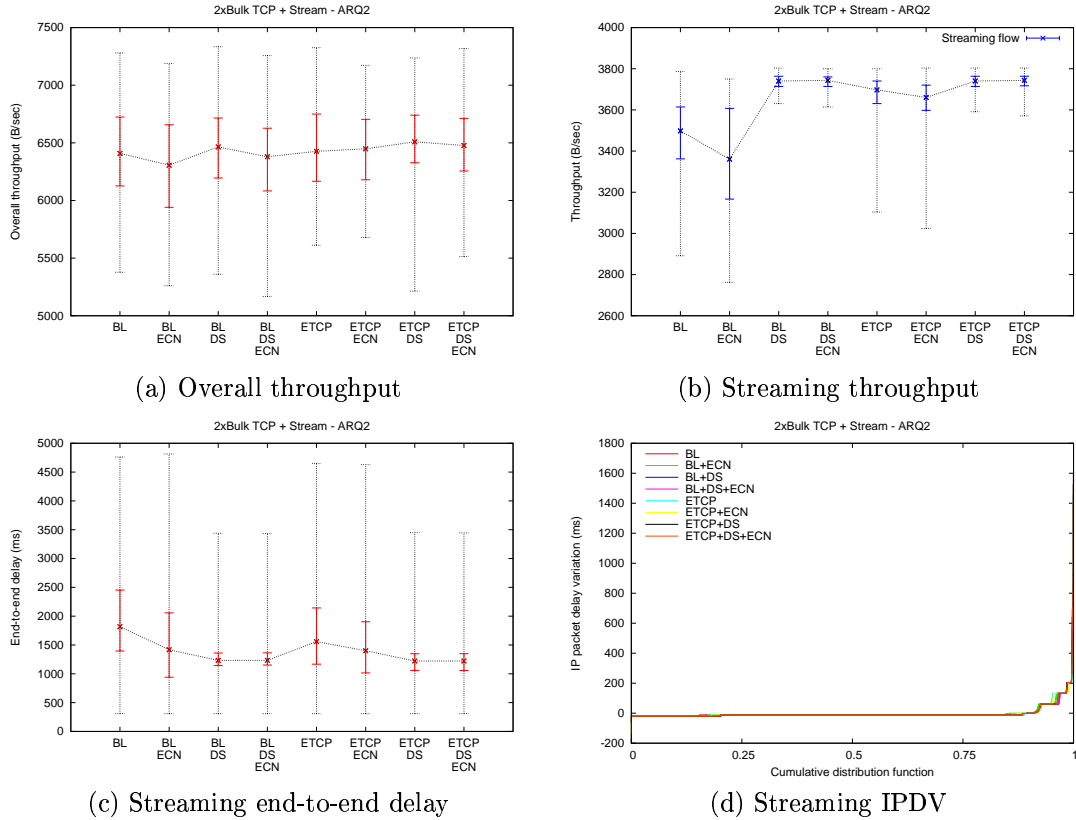 2xBulk TCP + Stream - ARQ2
7500
7000
6500
6000
5500
5000
Overall throughput (B/sec)
BL
BL
ECN
BL
DS
BL
DS
ECN
ETCP
ETCP
ECN
ETCP
DS
ETCP
DS
ECN
(a) Overall throughput
2xBulk TCP + Stream - ARQ2
Streaming flow
4000
3800
3600
3400
3200
3000
2800
2600
Throughput (B/sec)
BL
BL
ECN
BL
DS
BL
DS
ECN
ETCP
ETCP
ECN
ETCP
DS
ETCP
DS
ECN
(b) Streaming throughput
2xBulk TCP + Stream - ARQ2
5000
4500
4000
3500
3000
2500
2000
1500
1000
500
0
End-to-end delay (ms)
BL
BL
ECN
BL
DS
BL
DS
ECN
ETCP
ETCP
ECN
ETCP
DS
ETCP
DS
ECN
(c) Streaming end-to-end delay
2xBulk TCP + Stream - ARQ2
BL
BL+ECN
BL+DS
BL+DS+ECN
ETCP
ETCP+ECN
ETCP+DS
ETCP+DS+ECN
1800
1600
1400
1200
1000
800
600
400
200
0
-200
IP packet delay variation (ms)
0
0.25
0.5
0.75
1
Cumulative distribution function
(d) Streaming IPDV